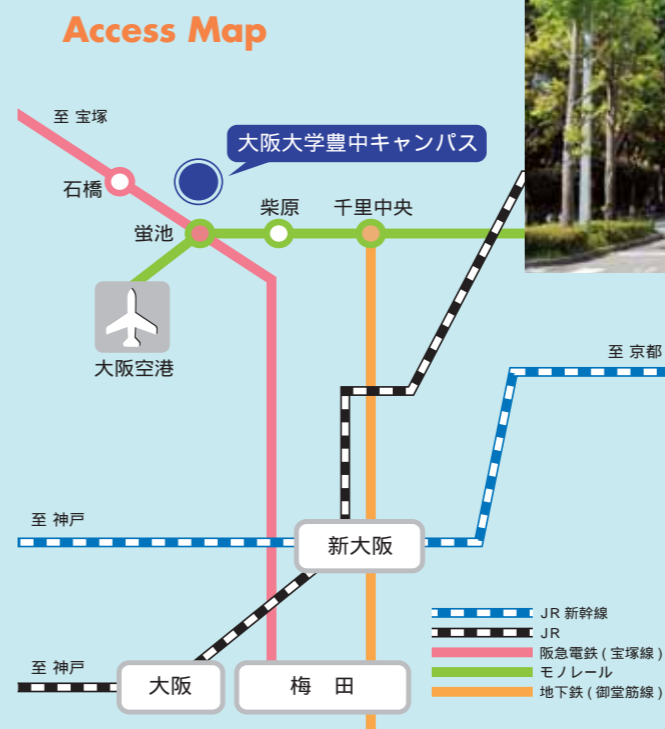 Access Map
至 宝塚
大阪大学豊中キャンパス
石橋
柴原
千里中央
蛍池
大阪空港
至 京都
至 神戸
新大阪
JR 新幹線
JR
阪急電鉄 ( 宝塚線 )
モノレール
地下鉄 ( 御堂筋線 )
至 神戸
大阪
梅　田